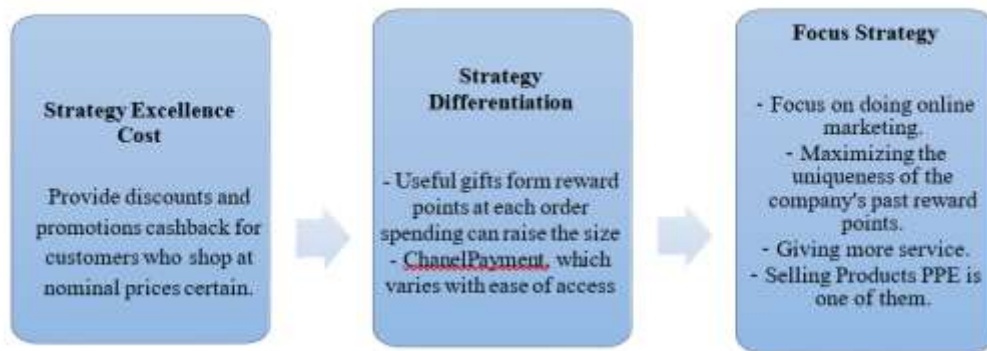 Strategy Excellence
Cost
Provide discounts and
promotions cashback for
customers who shop at
nominal prices certain.
Strategy
Differentiation
- Useful gifts form reward
points at each order
spending can raise the size
- ChanelPayment, which
varies with ease of access
Focus Strategy
- Focus on doing online
marketing.
- Maximizing the
uniqueness of the
company's past reward
points.
- Giving more service.
- Selling Products PPE is
one of them.